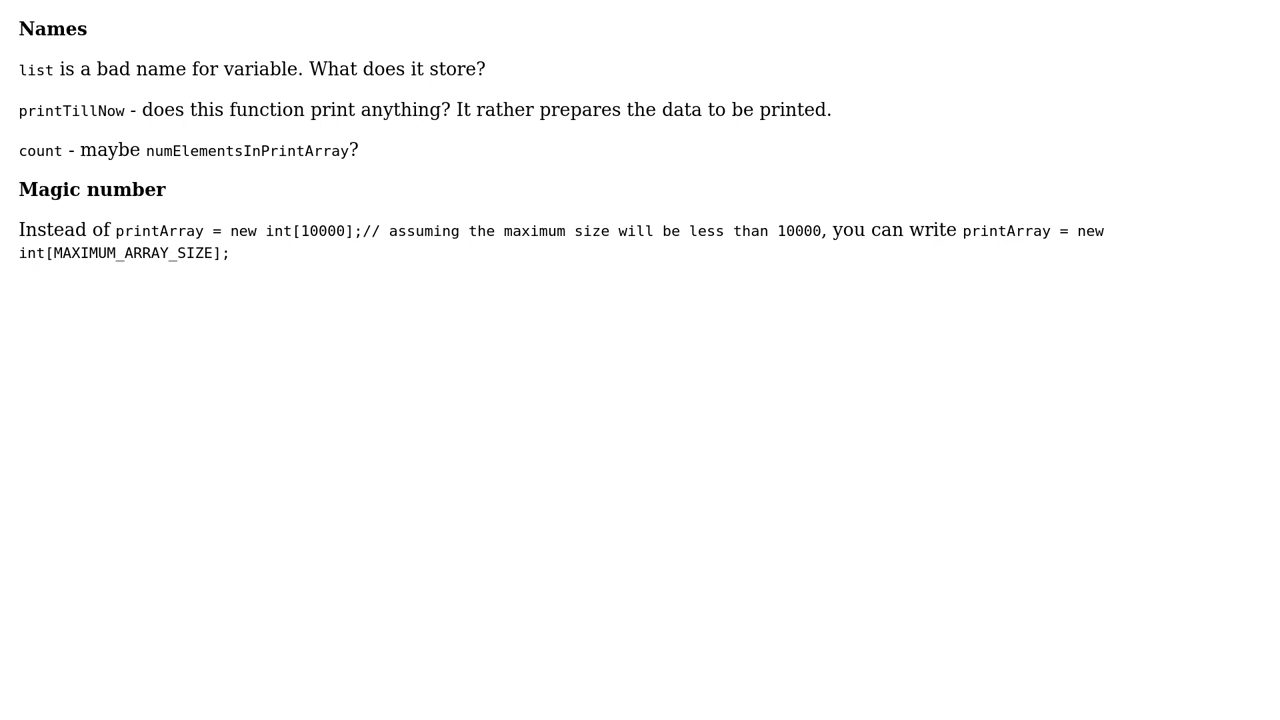 Names
list is a bad name for variable. What does it store?
printTillNow - does this function print anything? It rather prepares the data to be printed.
count - maybe numElementsInPrintArray?
Magic number
Instead of printArray = new int[10000];// assuming the maximum size will be less than 10000, you can write printArray = new
int[MAXIMUM_ARRAY_SIZE];